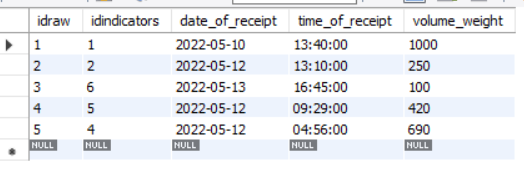 idraw idindicators date_of_receipt time_of_receipt volume_weight
1 1 2022-05-10 13:40:00 1000
2 2 2022-05-12 13:10:00 250
3 6 2022-05-13 16:45:00 100
4 5 2022-05-12 09:29:00 420
5 4 2022-05-12 04:56:00 690
NULL NULL NULL NULL NULL